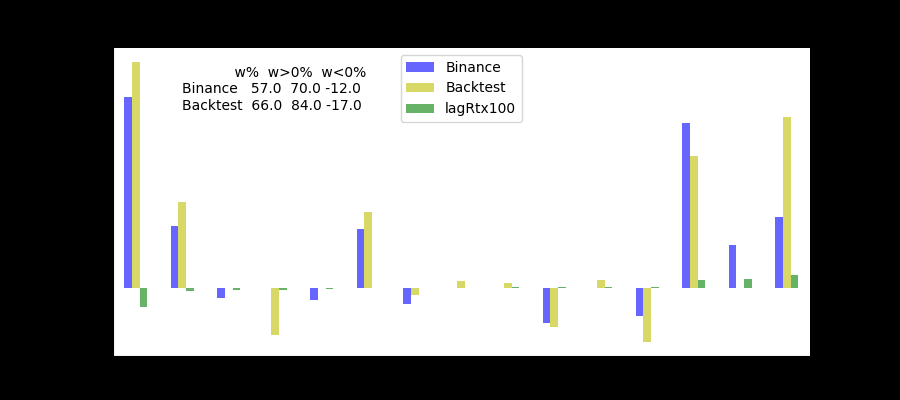 w% w>0% w<0%
Binance 57.0 70.0 -12.0
Backtest 66.0 84.0 -17.0
Binance
Backtest
lagRtx100